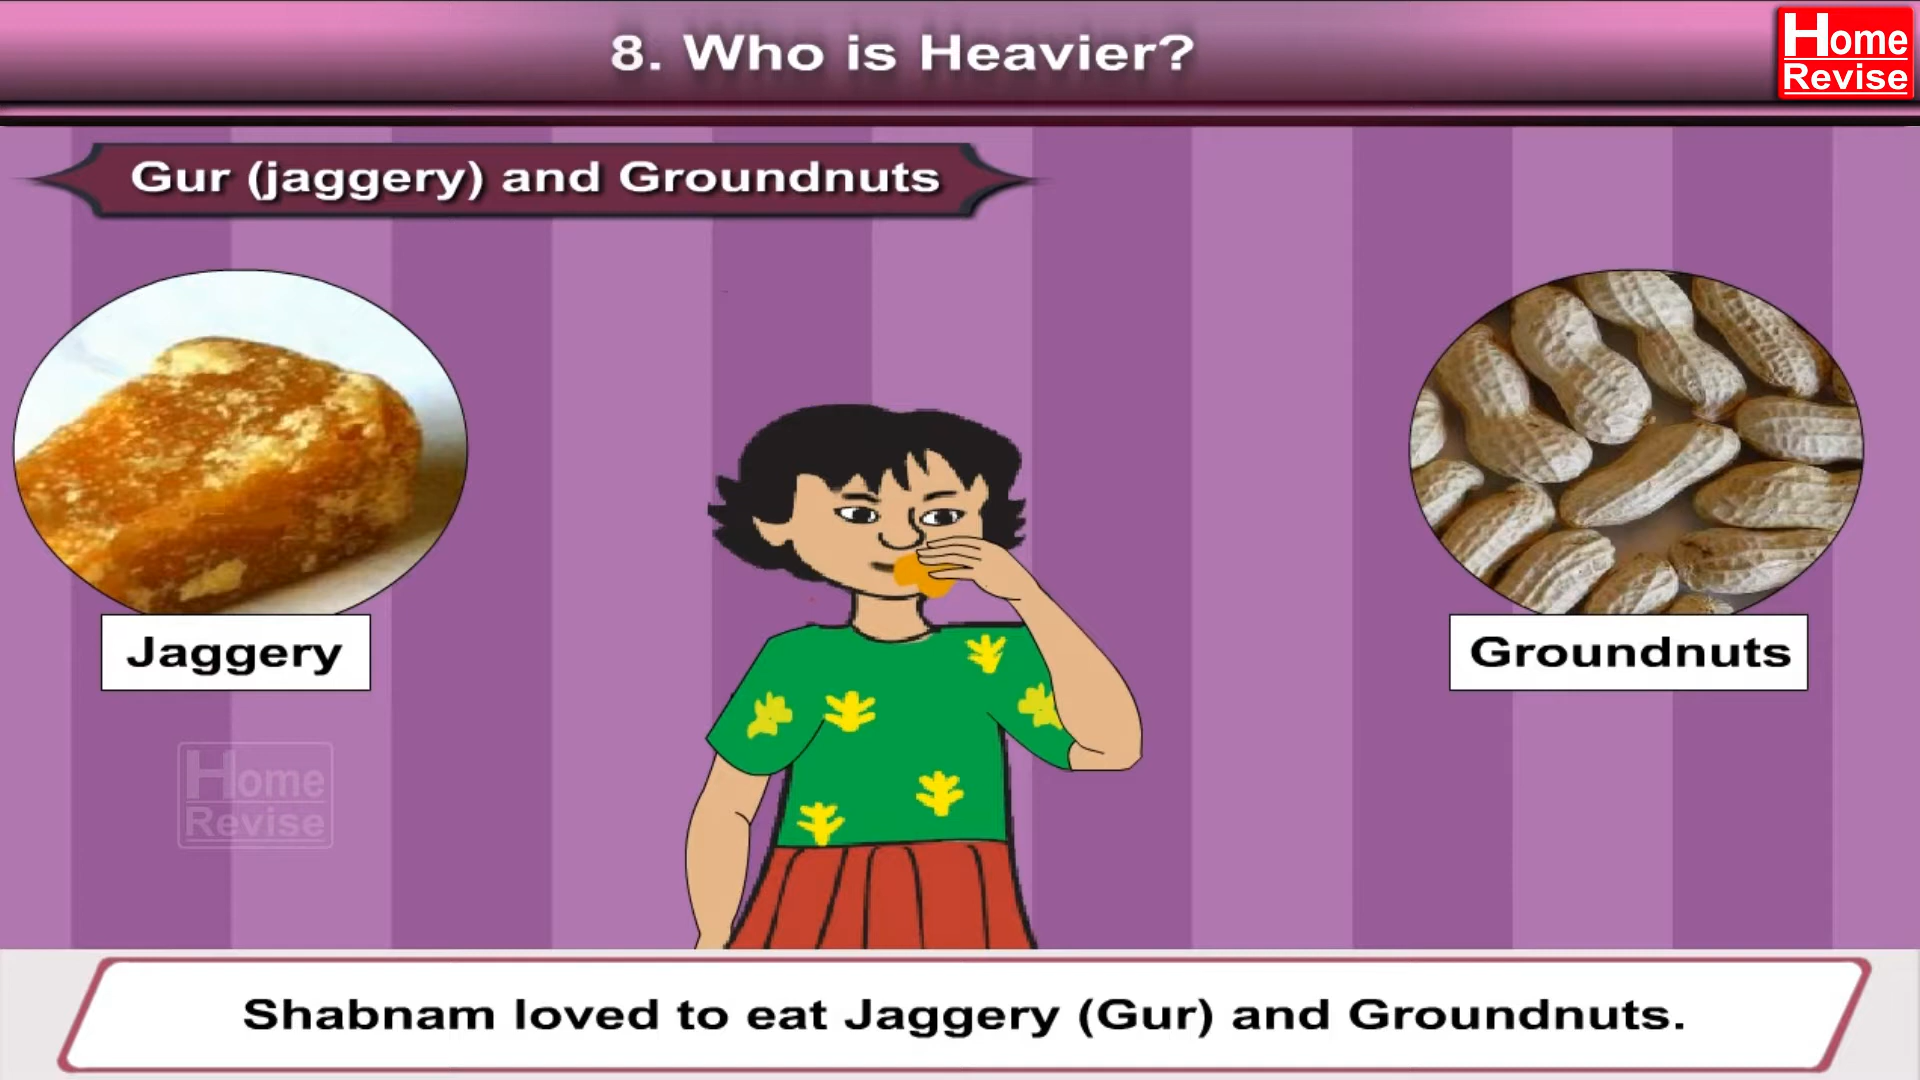 8. Who is Heavier?
Home
Revise
Gur (jaggery) and Groundnuts
Jaggery
Groundnuts
Home
Revise
Shabnam loved to eat Jaggery (Gur) and Groundnuts.